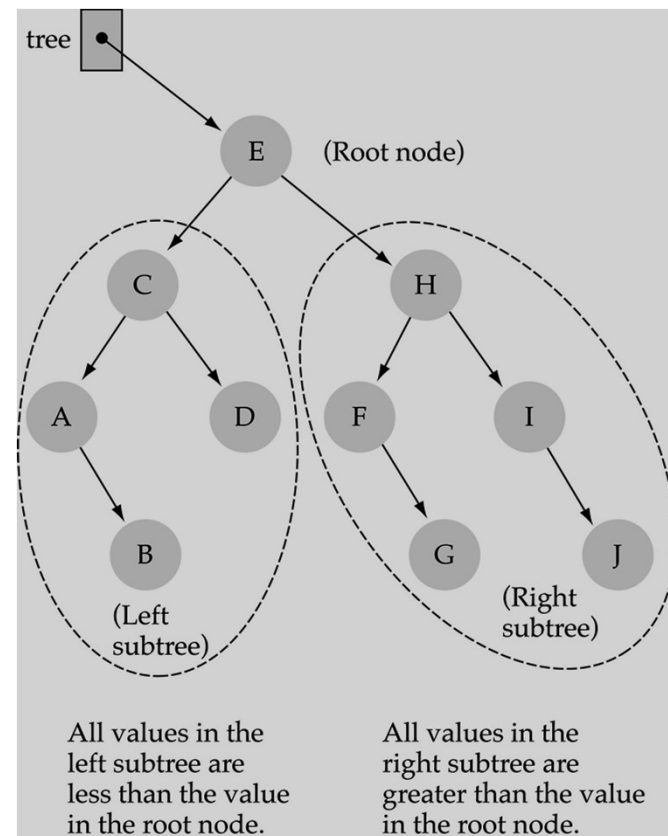 tree
E (Root node)
C H
A D F I
B G J
(Left
subtree)
(Right
subtree)
All values in the
left subtree are
less than the value
in the root node.
All values in the
right subtree are
greater than the value
in the root node.